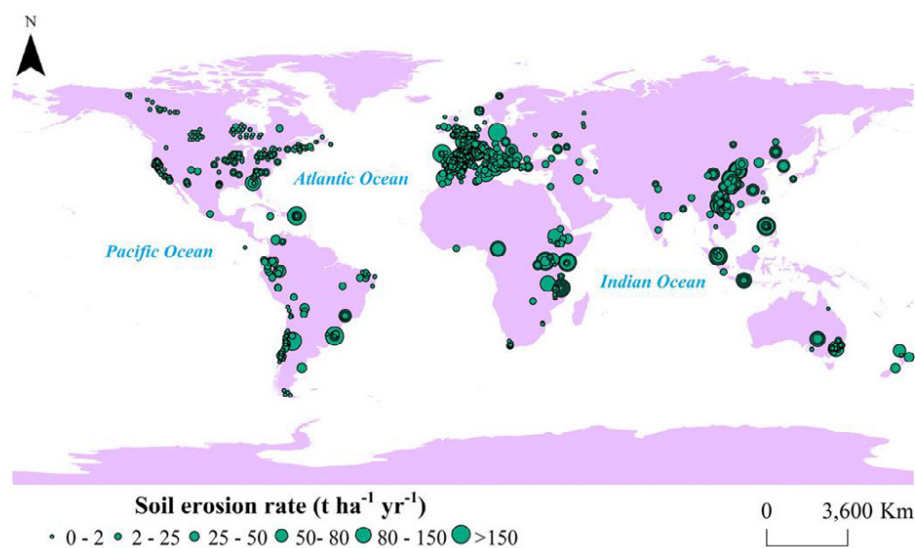 N
Atlantic Ocean
Pacific Ocean
Indian Ocean
Soil erosion rate (t ha⁻¹ yr⁻¹)
0 - 2 2 - 25 25 - 50 50- 80 80 - 150 >150
0 3,600 Km